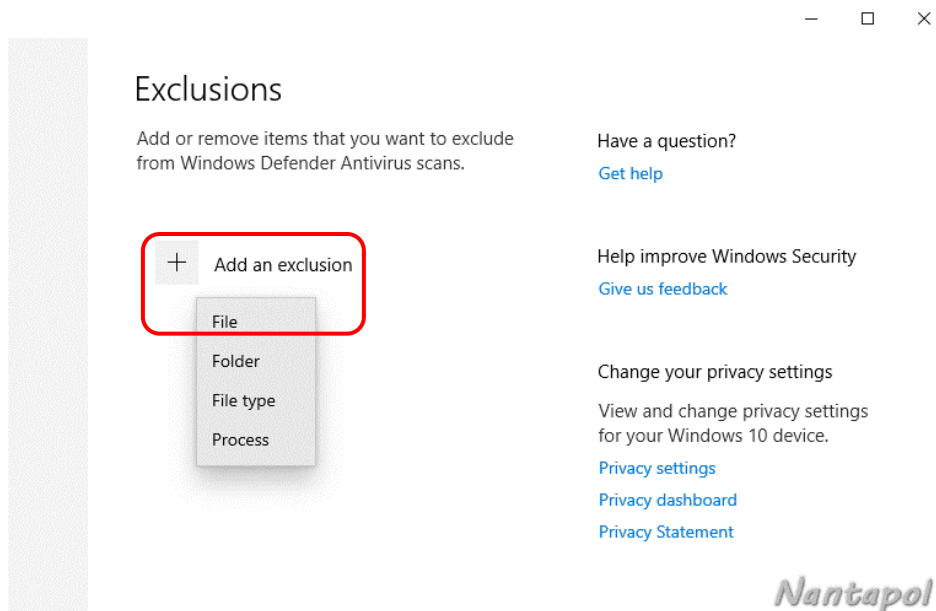 Exclusions
Add or remove items that you want to exclude
from Windows Defender Antivirus scans.
Add an exclusion
File
Folder
File type
Process
Have a question?
Get help
Help improve Windows Security
Give us feedback
Change your privacy settings
View and change privacy settings
for your Windows 10 device.
Privacy settings
Privacy dashboard
Privacy Statement
Nantapol